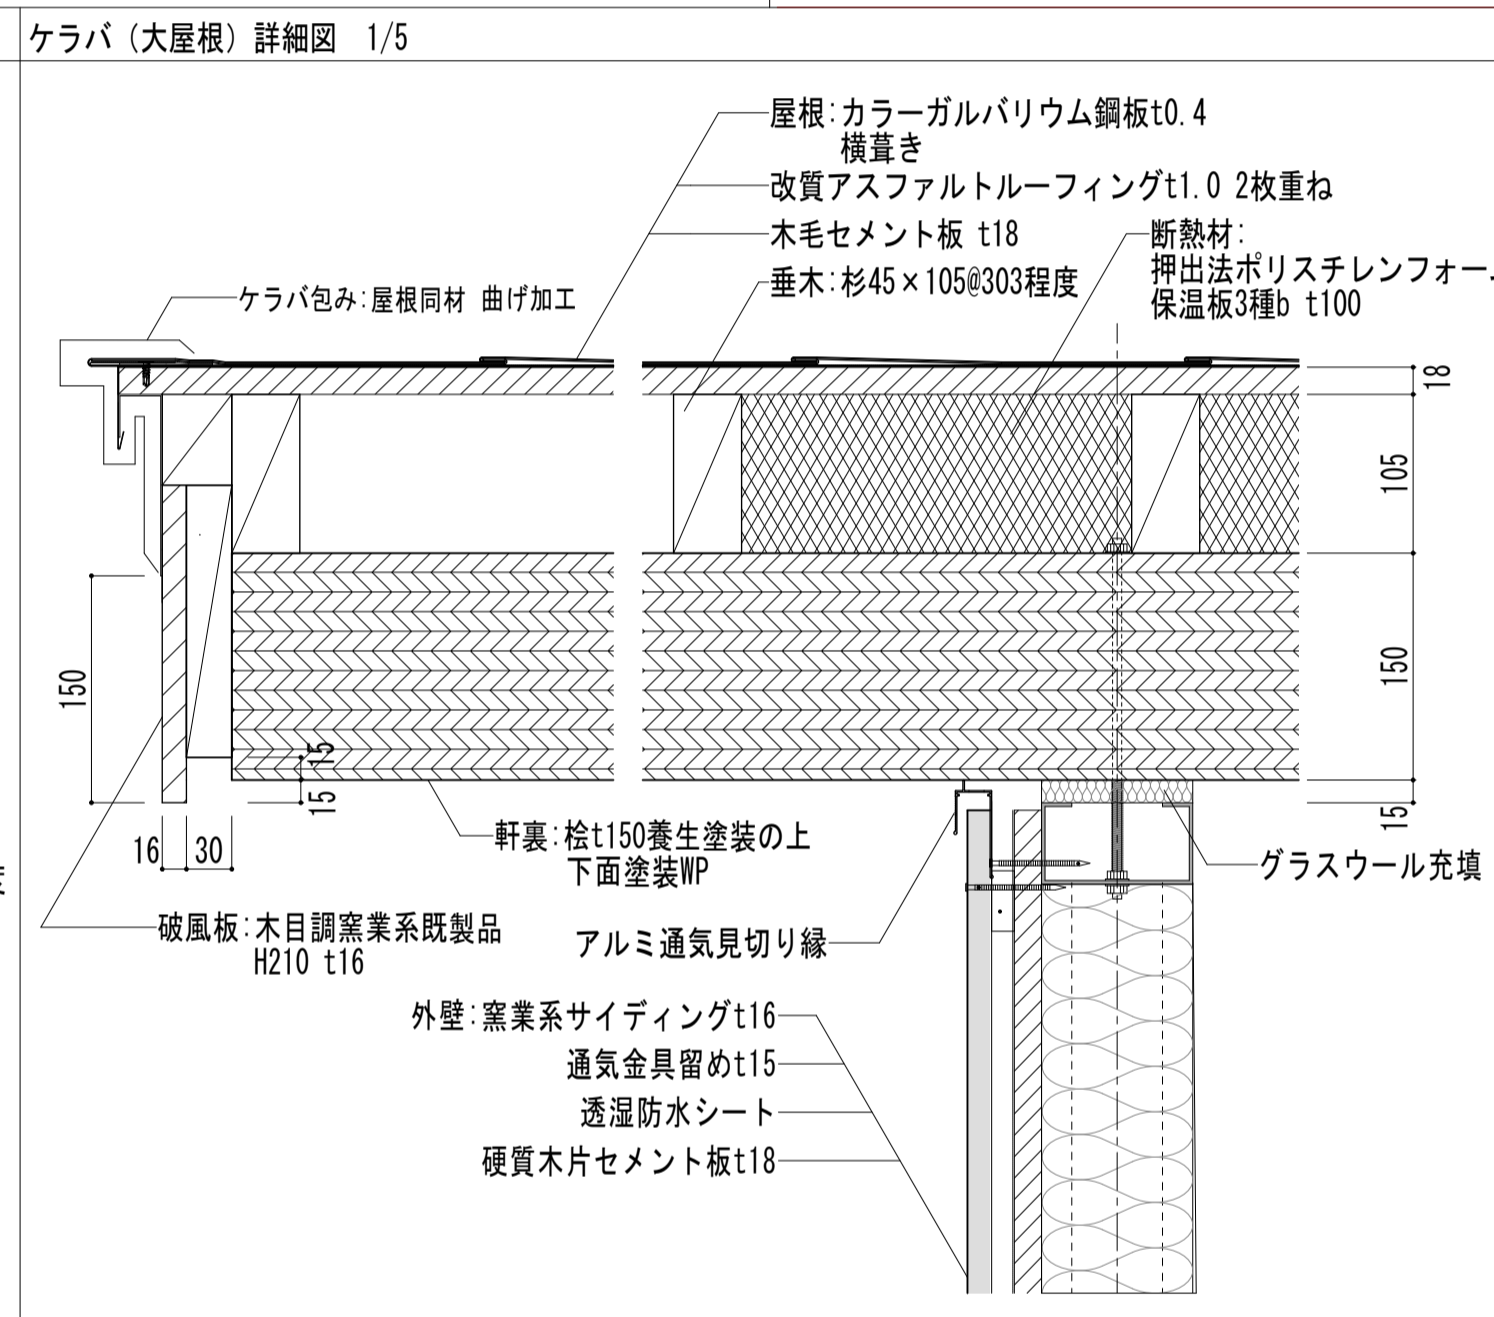 ケラバ（大屋根）詳細図　1/5
屋根:カラーガルバリウム鋼板t0.4
横葺き
改質アスファルトルーフィングt1.0 2枚重ね
木毛セメント板 t18
垂木:杉45×105@303程度
断熱材:
押出法ポリスチレンフォー
保温板3種b t100
ケラバ包み:屋根同材 曲げ加工
18
105
150
15
150
15
15
16
30
軒裏:桧t150養生塗装の上
下面塗装WP
破風板:木目調窯業系既製品
H210 t16
アルミ通気見切り縁
グラスウール充填
外壁:窯業系サイディングt16
通気金具留めt15
透湿防水シート
硬質木片セメント板t18